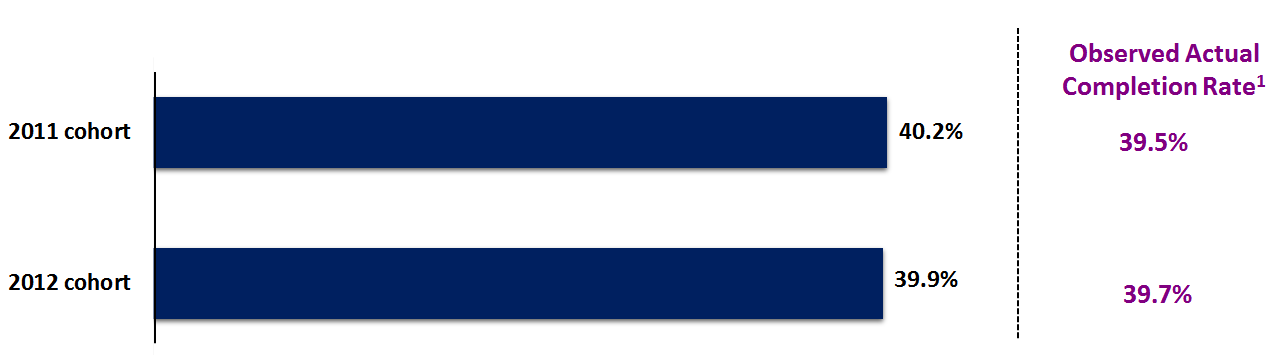 Observed Actual
Completion Rate1
2011 cohort
40.2%
39.5%
2012 cohort
39.9%
39.7%